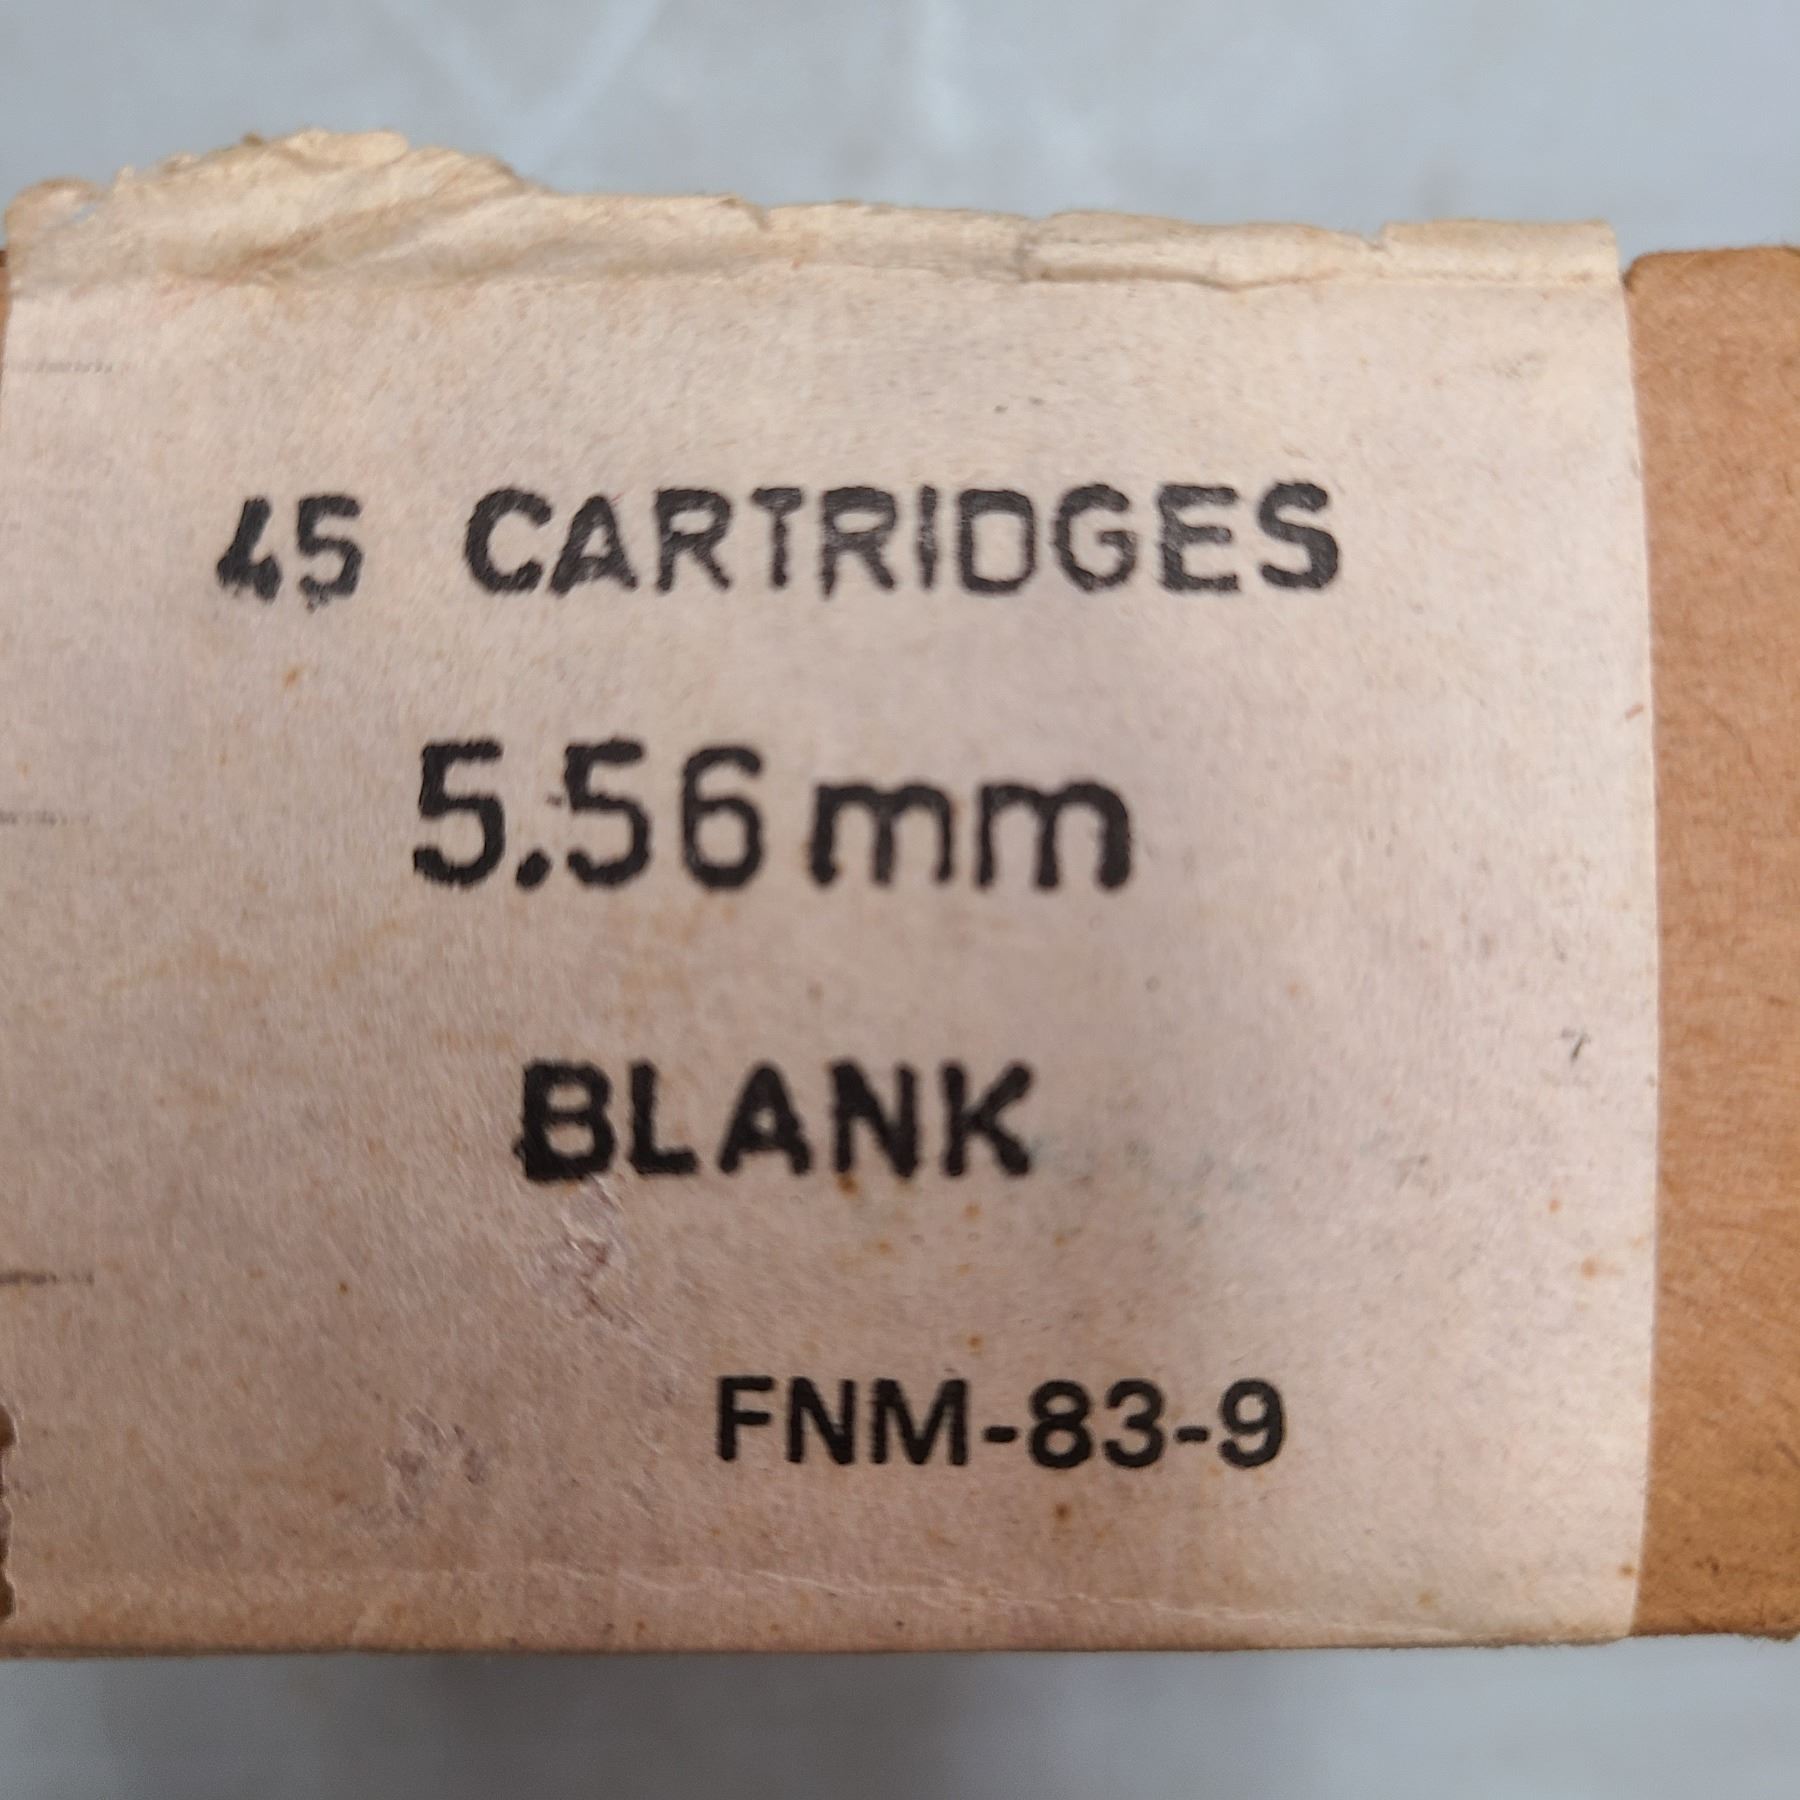 45 CARTRIDGES
5.56mm
BLANK
FNM-83-9